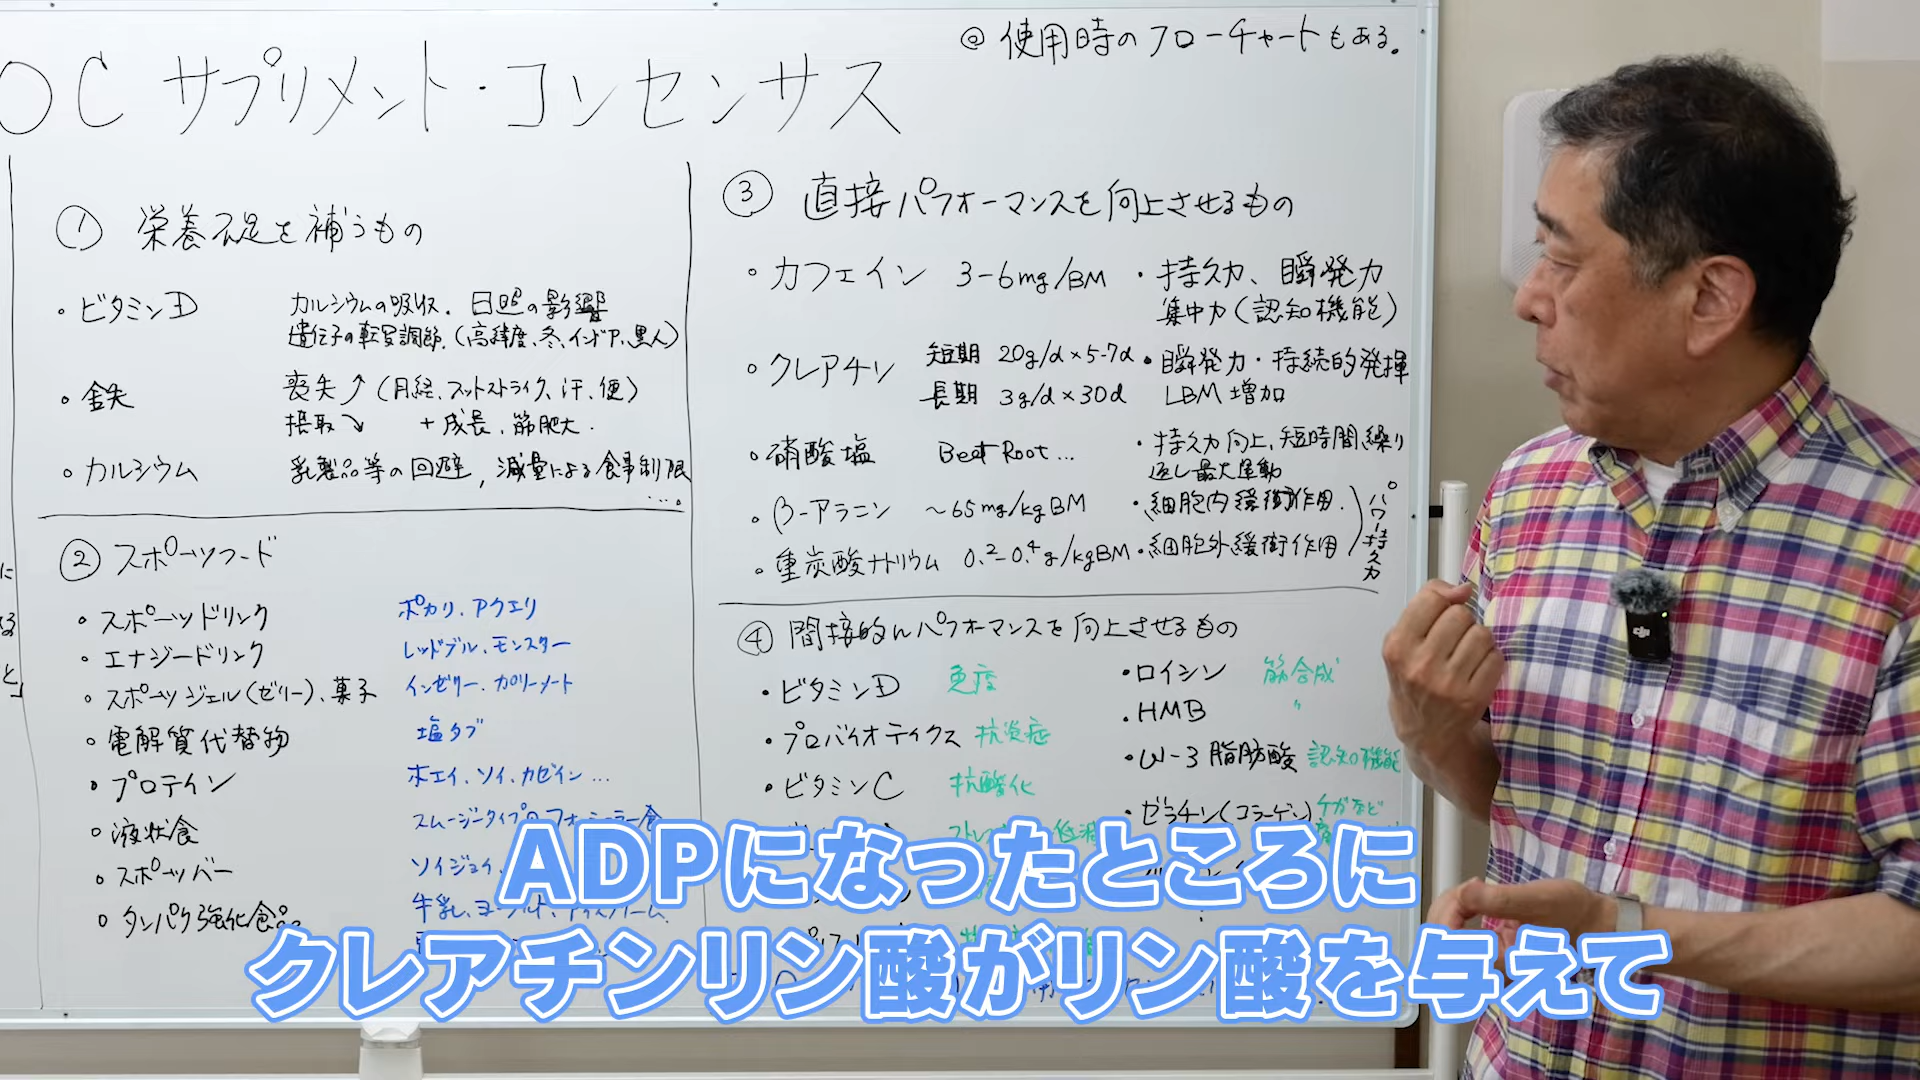 ◎ 使用時のフローチャートもある。
OC サプリメント・コンセンサス
① 栄養不足を補うもの
・ビタミンD カルシウムの吸収. 日照の影響
遺伝子の転写調節. (高緯度、冬、インドア、黒人)
・鉄 喪失↗ (月経、フットストライク、汗、便)
摂取↘ + 成長、筋肥大.
・カルシウム 乳製品等の回避, 減量による食事制限
…。
② スポーツフード
・スポーツドリンク ポカリ、アクエリ
・エナジードリンク レッドブル、モンスター
・スポーツジェル(ゼリー)、菓子 インゼリー、カプリーメート
・電解質代替物 塩タブ
・プロテイン ホエイ、ソイ、カゼイン…
・液状食 スムージータイプの
・スポーツバー ソイジョイ、
・タンパク強化食品 牛乳、ヨーグルト、
③ 直接パフォーマンスを向上させるもの
・カフェイン 3-6mg/BM ・持久力、瞬発力
集中力(認知機能)
・クレアチン 短期 20g/d×5-7d ・瞬発力・持続的発揮
長期 3g/d×30d LBM 増加
・硝酸塩 Beet Root… ・持久力向上、短時間繰り
返し最大運動
・β-アラニン ~65mg/kgBM ・細胞内緩衝作用.
・重炭酸ナトリウム 0.2-0.4g/kgBM ・細胞外緩衝作用
パワー持久力
④ 間接的にパフォーマンスを向上させるもの
・ビタミンD 免疫
・プロバイオティクス 抗炎症
・ビタミンC 抗酸化
・ロイシン 筋合成
・HMB 〃
・ω-3 脂肪酸 認知機能
・ゼラチン(コラーゲン) ケガなど
dji
ADPになったところに
クレアチンリン酸がリン酸を与えて